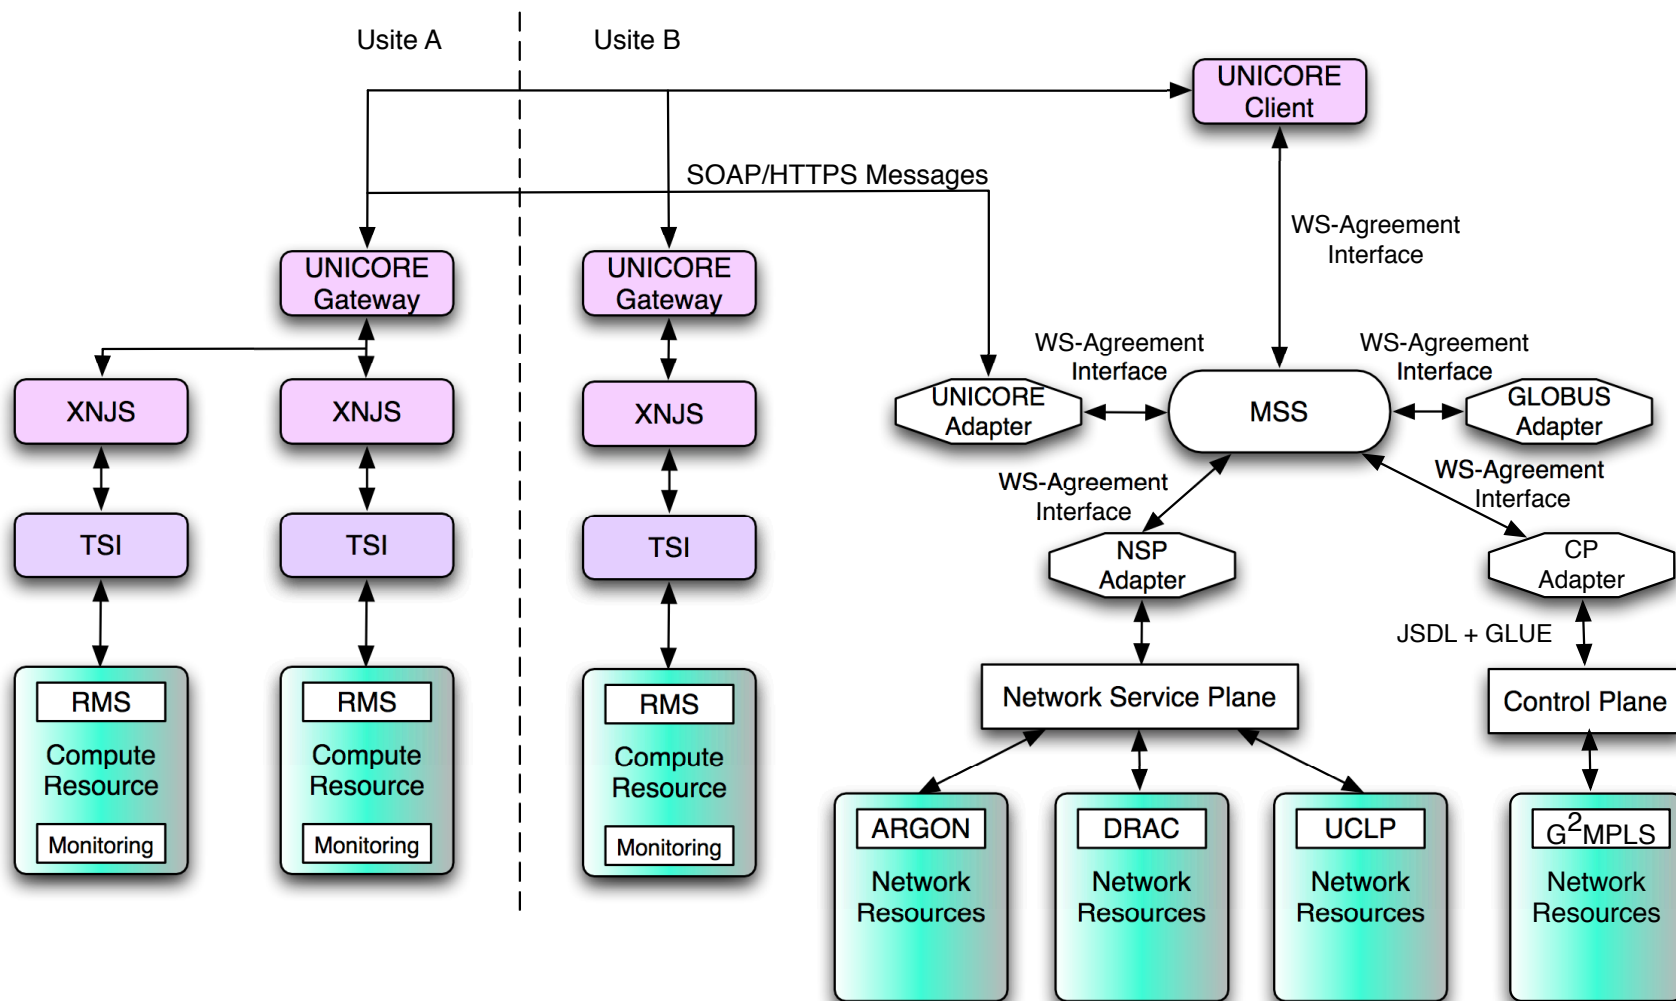 Usite A
Usite B
UNICORE
Client
SOAP/HTTPS Messages
WS-Agreement
Interface
UNICORE
Gateway
UNICORE
Gateway
WS-Agreement
Interface
WS-Agreement
Interface
XNJS
XNJS
XNJS
UNICORE
Adapter
MSS
GLOBUS
Adapter
WS-Agreement
Interface
WS-Agreement
Interface
TSI
TSI
TSI
NSP
Adapter
CP
Adapter
JSDL + GLUE
RMS
Compute
Resource
Monitoring
RMS
Compute
Resource
Monitoring
RMS
Compute
Resource
Monitoring
Network Service Plane
Control Plane
ARGON
Network
Resources
DRAC
Network
Resources
UCLP
Network
Resources
G²MPLS
Network
Resources